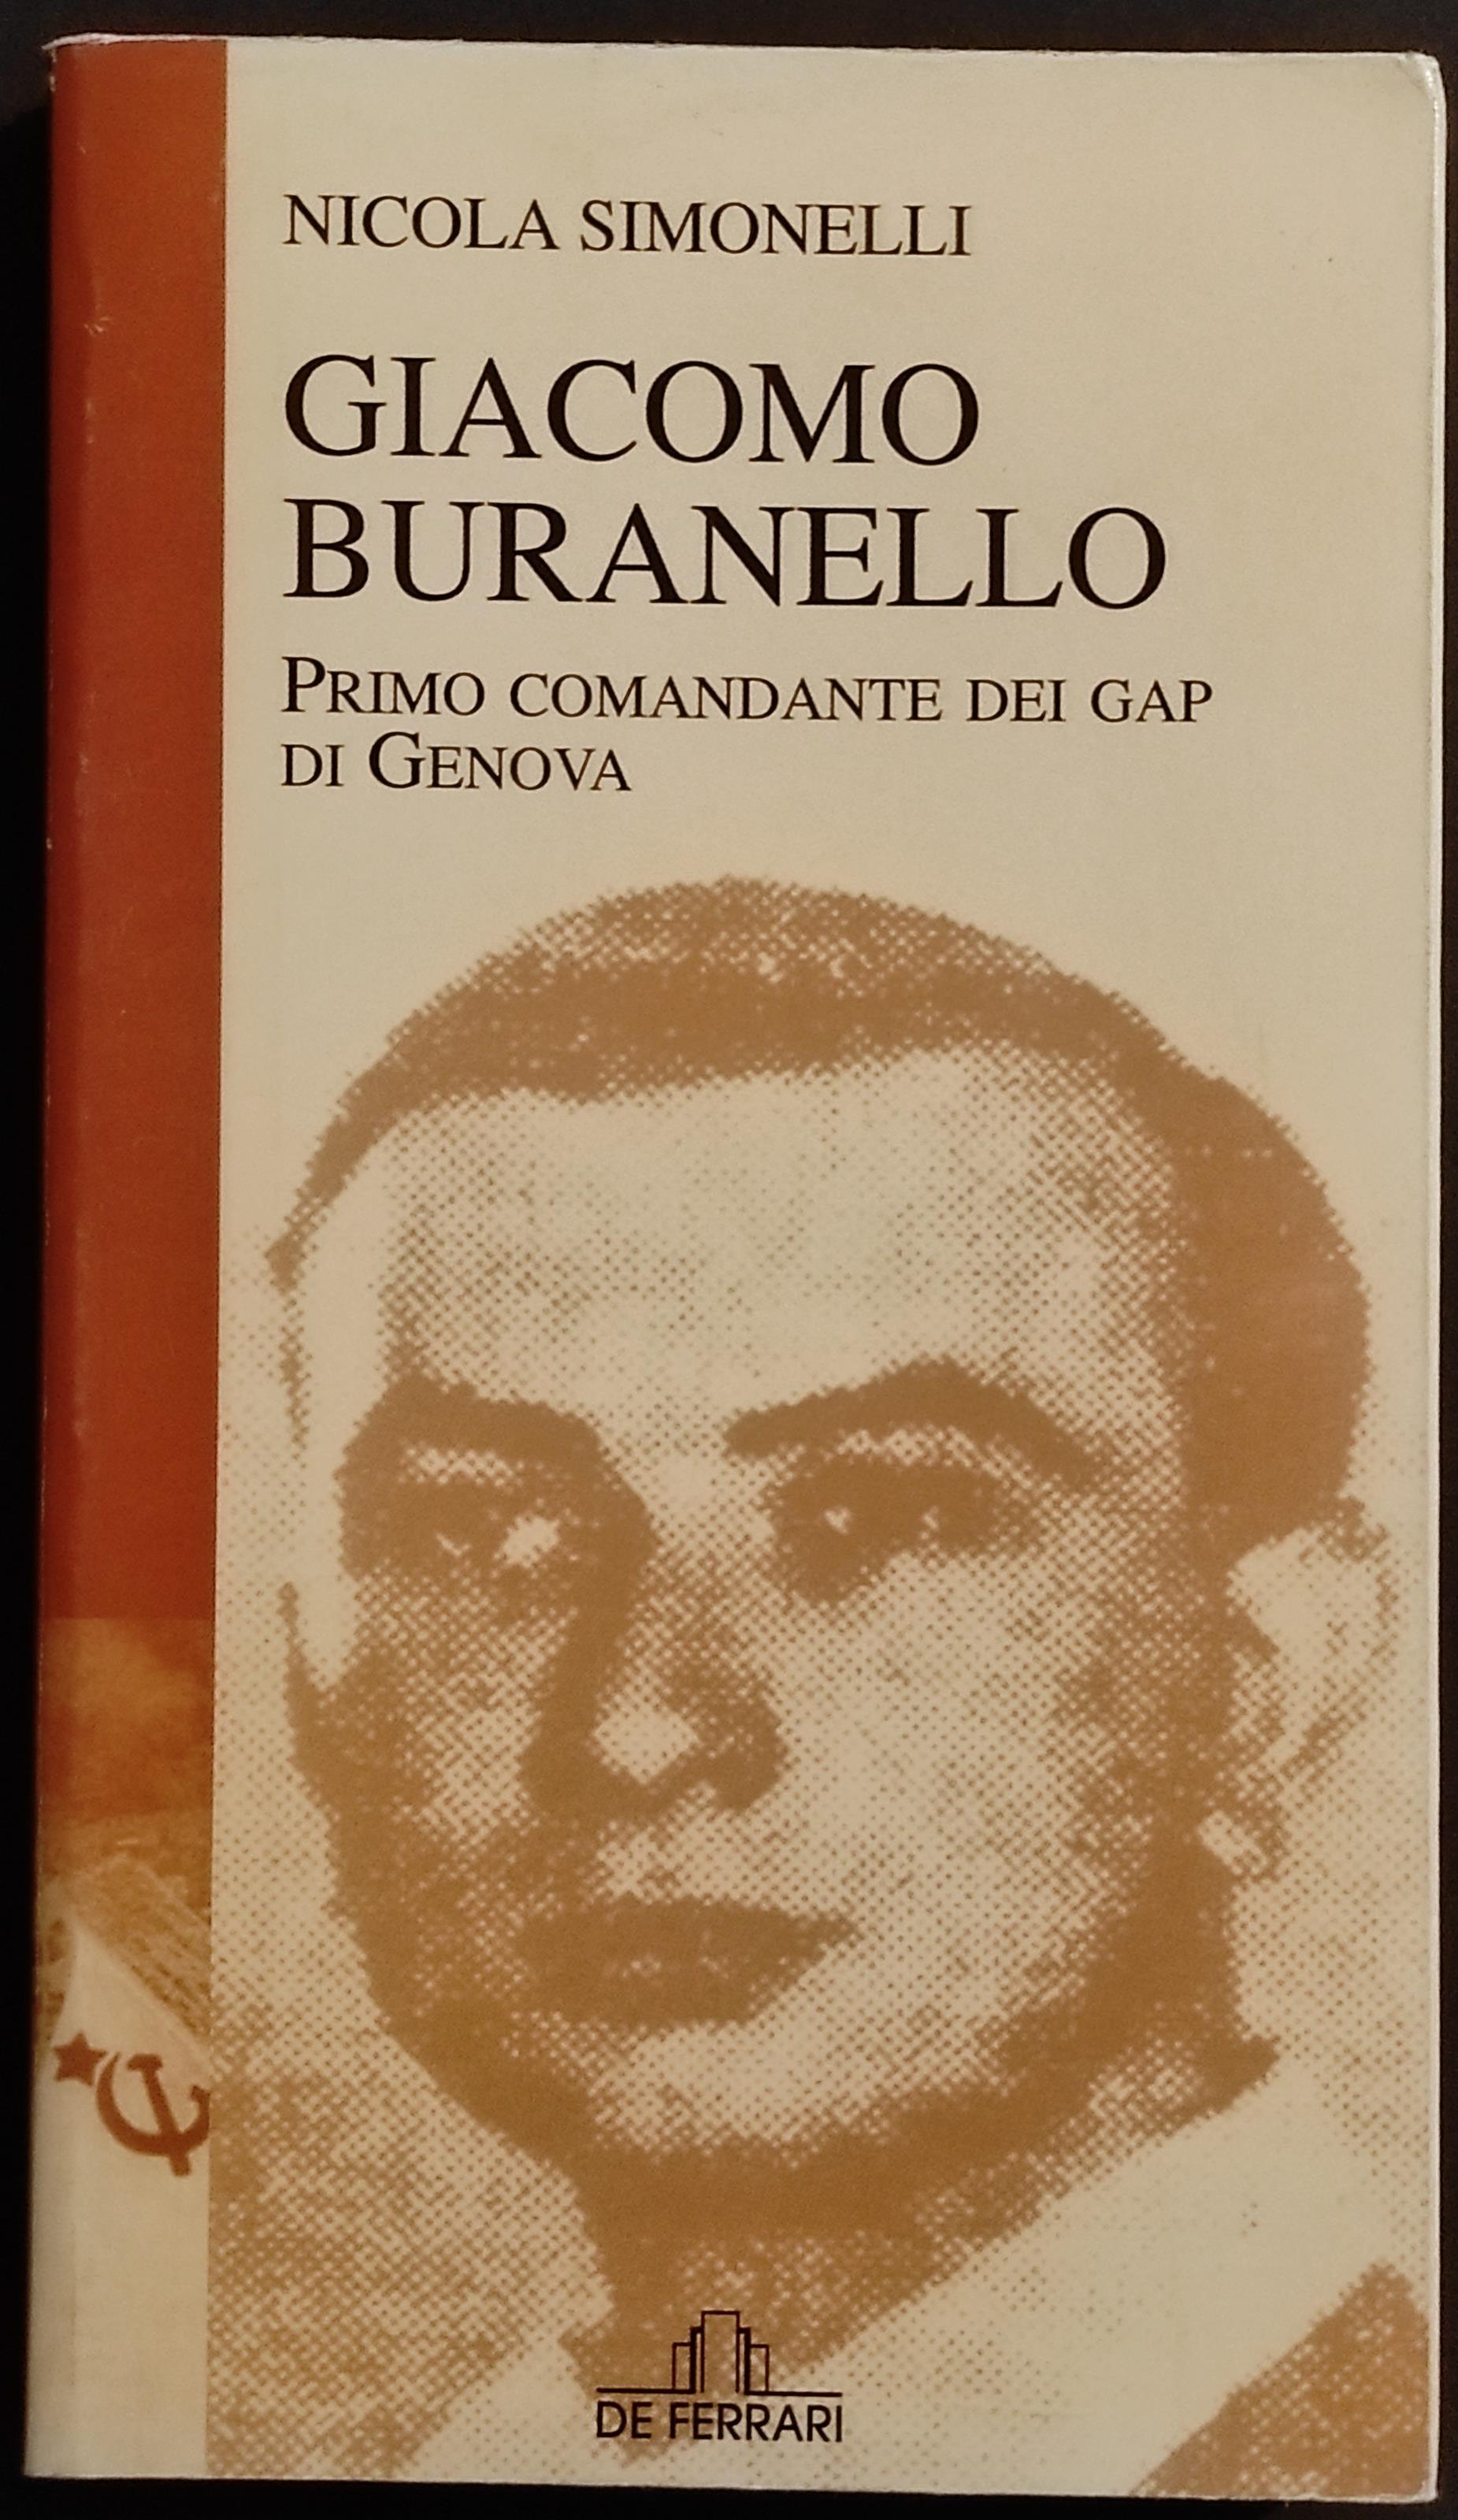 NICOLA SIMONELLI
GIACOMO
BURANELLO
PRIMO COMANDANTE DEI GAP
DI GENOVA
DE FERRARI